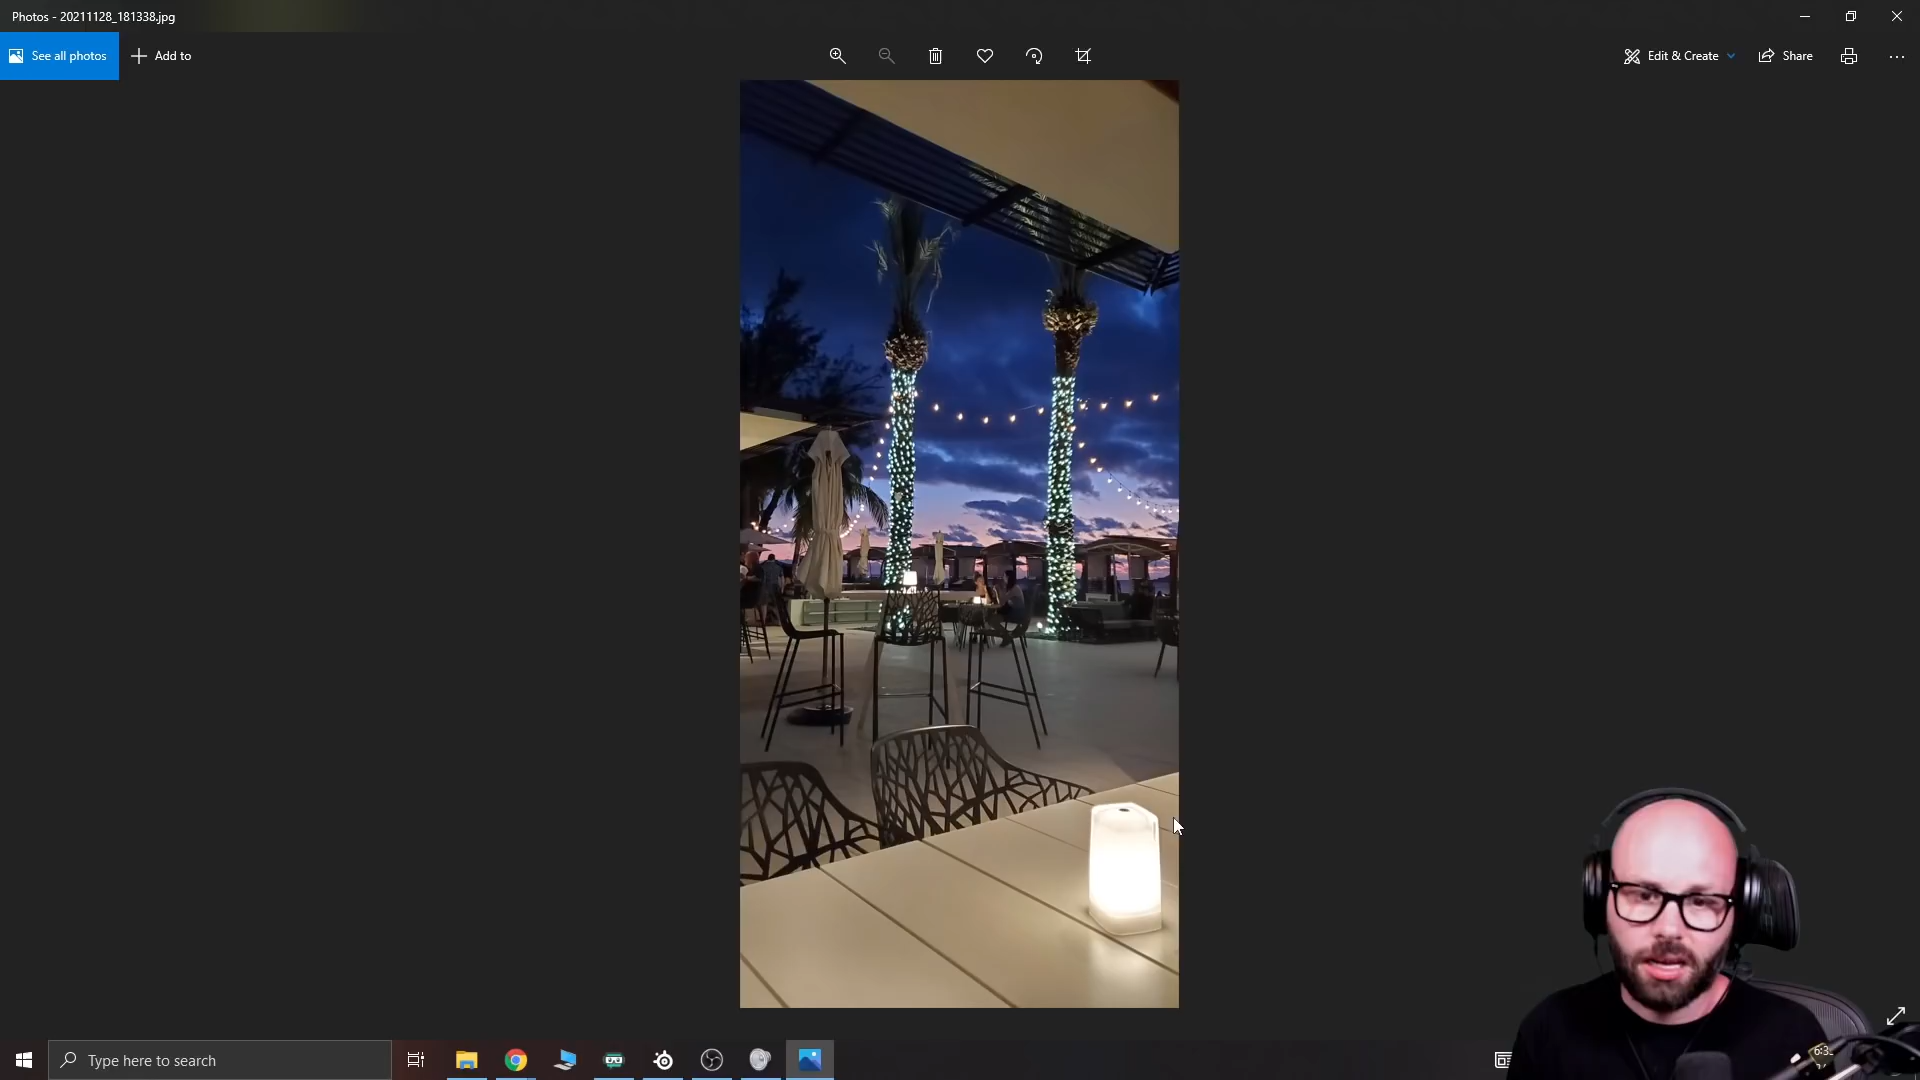 Photos - 20211128_181338.jpg
See all photos
Add to
Edit & Create
Share
Type here to search